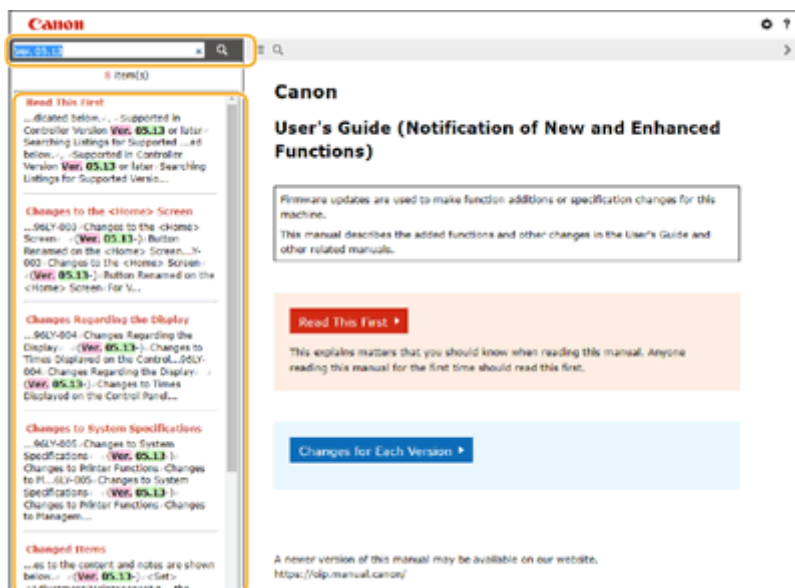 Canon
Ver. 05.13
8 item(s)
Read This First
...dicated below.-, -Supported in
Controller Version Ver. 05.13 or later-
Searching Listings for Supported ...ed
below.-, -Supported in Controller
Version Ver. 05.13 or later- Searching
Listings for Supported Versio...
Changes to the <Home> Screen
...96LY-003 -Changes to the <Home>
Screen- -(Ver. 05.13-)-Button
Renamed on the <Home> Screen...Y-
003 -Changes to the <Home> Screen-
-(Ver. 05.13-)-Button Renamed on the
<Home> Screen- For V...
Changes Regarding the Display
...96LY-004 -Changes Regarding the
Display- -(Ver. 05.13-)-Changes to
Times Displayed on the Control...96LY-
004 -Changes Regarding the Display- -
(Ver. 05.13-)-Changes to Times
Displayed on the Control Panel...
Changes to System Specifications
...96LY-005 -Changes to System
Specifications- -(Ver. 05.13-)-
Changes to Printer Functions- Changes
to M...6LY-005 -Changes to System
Specifications- -(Ver. 05.13-)-
Changes to Printer Functions- Changes
to Managem...
Changed Items
...es to the content and notes are shown
below.- -(Ver. 05.13-)-<Set>
Canon
User's Guide (Notification of New and Enhanced
Functions)
Firmware updates are used to make function additions or specification changes for this
machine.
This manual describes the added functions and other changes in the User's Guide and
other related manuals.
Read This First
This explains matters that you should know when reading this manual. Anyone
reading this manual for the first time should read this first.
Changes for Each Version
A newer version of this manual may be available on our website.
https://oip.manual.canon/